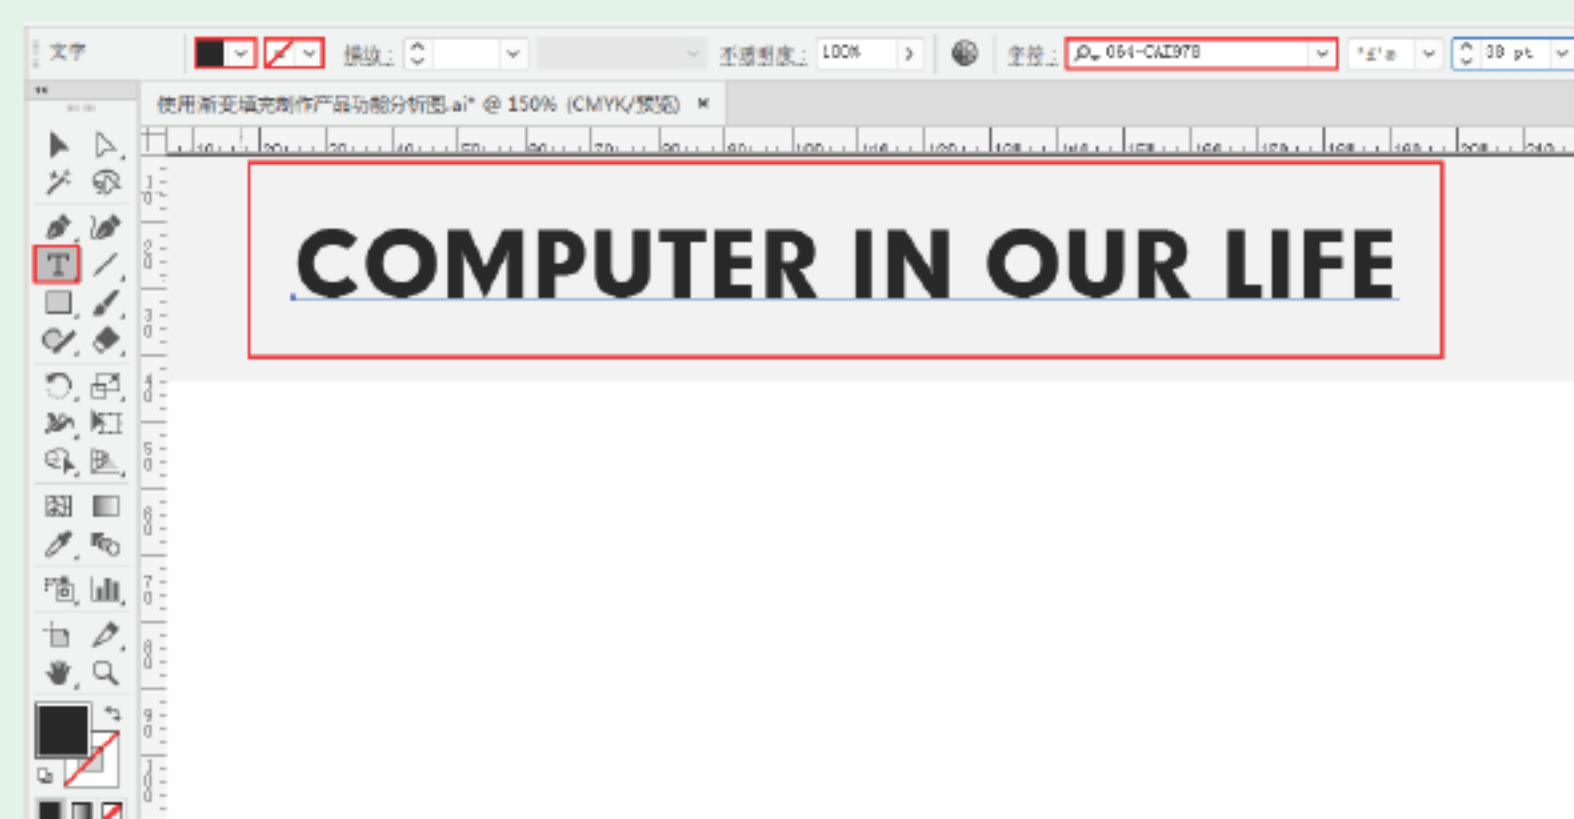 文字 描边: 不透明度: 100% 字符: 064-CAI978 38 pt
使用渐变填充制作产品功能分析图.ai* @ 150% (CMYK/预览) ×
COMPUTER IN OUR LIFE